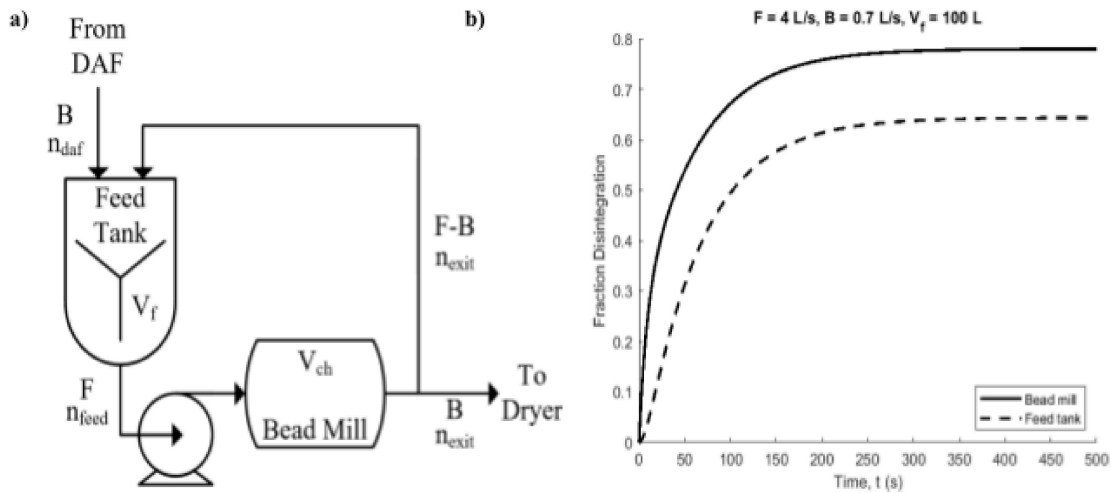 a)
From
DAF
B
n_daf
Feed
Tank
V_f
F
n_feed
V_ch
Bead Mill
F-B
n_exit
B
n_exit
To
Dryer
b)
F = 4 L/s, B = 0.7 L/s, V_f = 100 L
Fraction Disintegration
0.8
0.7
0.6
0.5
0.4
0.3
0.2
0.1
0
Bead mill
Feed tank
0 50 100 150 200 250 300 350 400 450 500
Time, t (s)